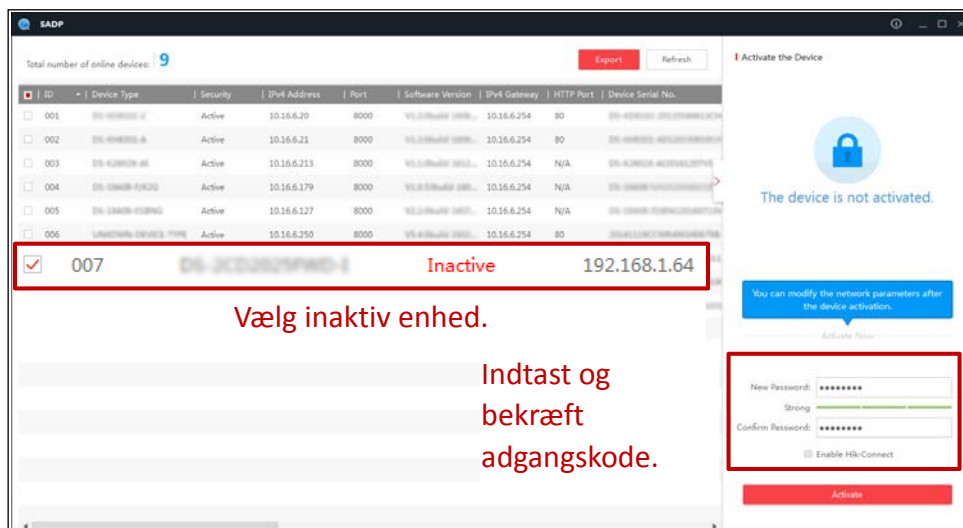 SADP
Total number of online devices: 9
Export
Refresh
ID | Device Type | Security | IPv4 Address | Port | Software Version | IPv4 Gateway | HTTP Port | Device Serial No.
001 Active 10.16.6.20 8000 10.16.6.254 80
002 Active 10.16.6.21 8000 10.16.6.254 80
003 Active 10.16.6.213 8000 10.16.6.254 N/A
004 Active 10.16.6.179 8000 10.16.6.254 N/A
005 Active 10.16.6.127 8000 10.16.6.254 N/A
006 UNKOWN-DEVICE TYPE Active 10.16.6.250 8000 10.16.6.254 80
007 Inactive 192.168.1.64
Vælg inaktiv enhed.
Indtast og
bekræft
adgangskode.
Activate the Device
The device is not activated.
You can modify the network parameters after
the device activation.
Activate Now
New Password: ●●●●●●●●
Strong
Confirm Password: ●●●●●●●●
Enable Hik-Connect
Activate